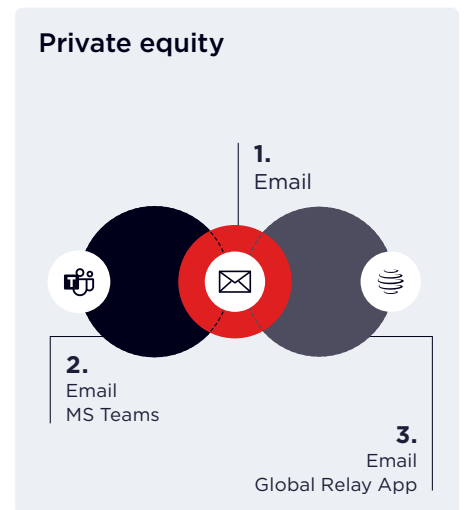 Private equity
1.
Email
2.
Email
MS Teams
3.
Email
Global Relay App